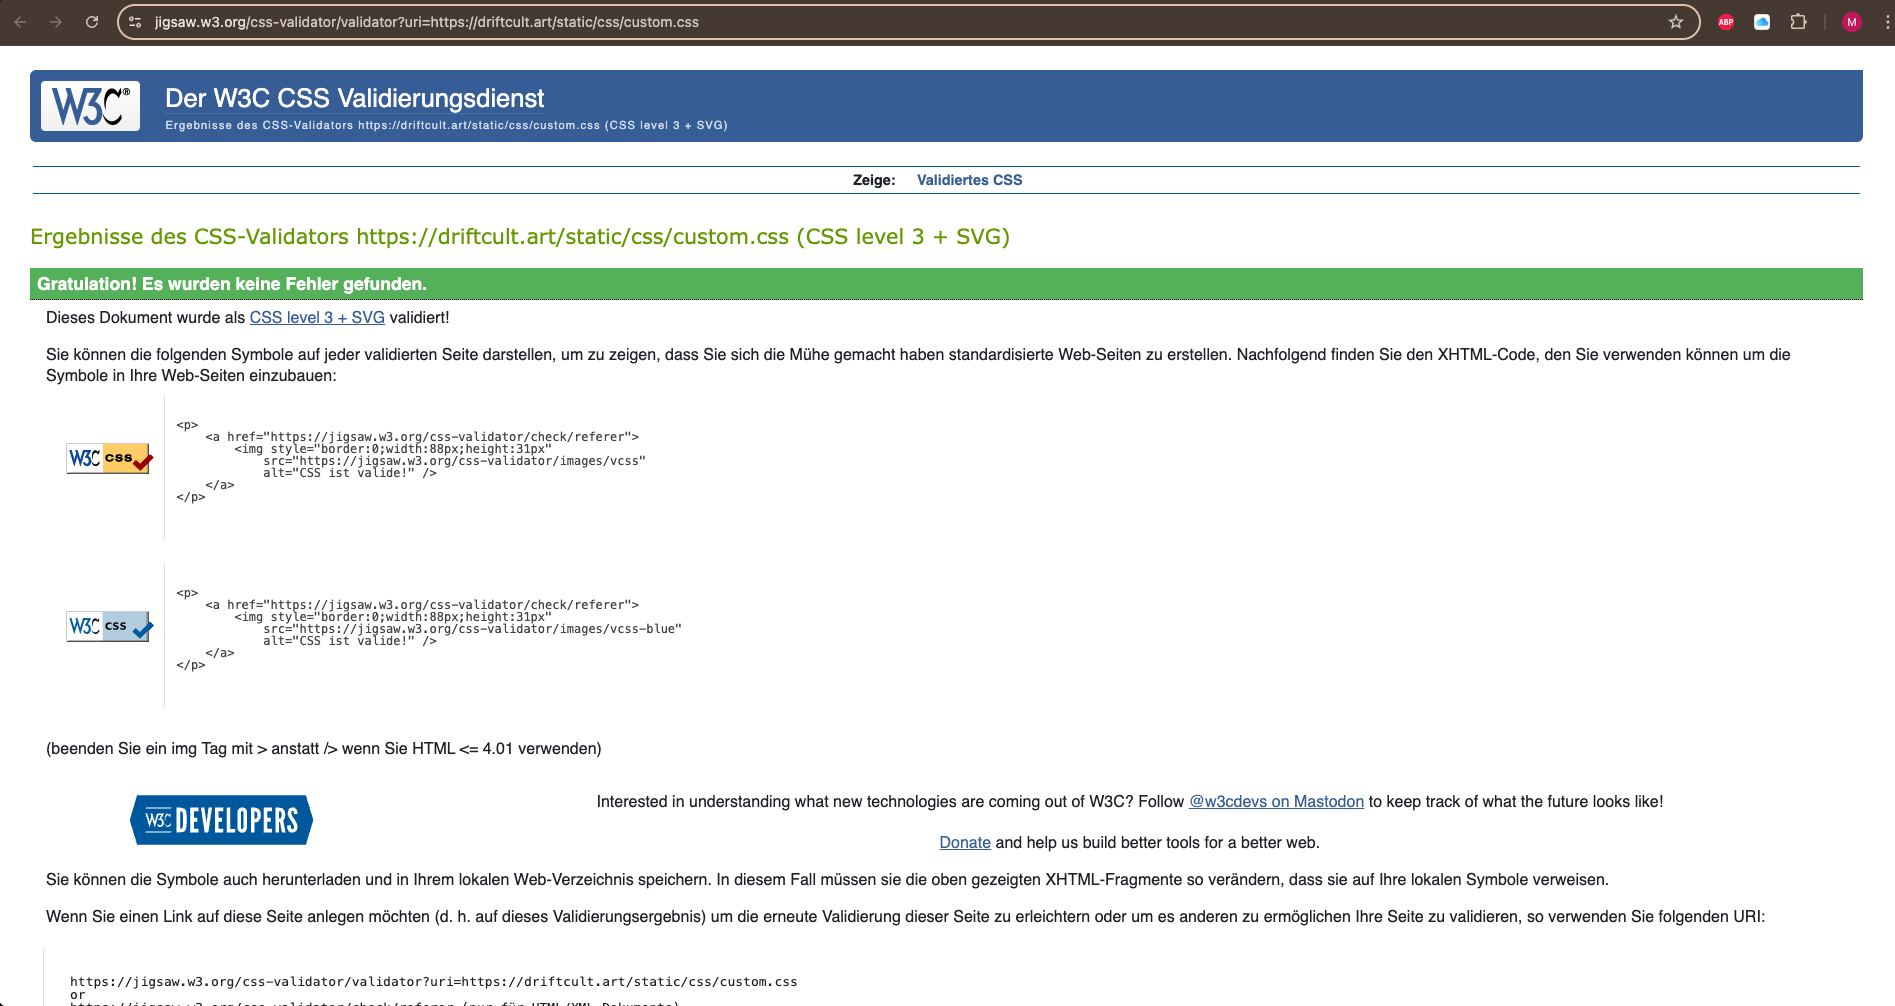 jigsaw.w3.org/css-validator/validator?uri=https://driftcult.art/static/css/custom.css
ABP
M
W3C®
Der W3C CSS Validierungsdienst
Ergebnisse des CSS-Validators https://driftcult.art/static/css/custom.css (CSS level 3 + SVG)
Zeige: Validiertes CSS
Ergebnisse des CSS-Validators https://driftcult.art/static/css/custom.css (CSS level 3 + SVG)
Gratulation! Es wurden keine Fehler gefunden.
Dieses Dokument wurde als CSS level 3 + SVG validiert!
Sie können die folgenden Symbole auf jeder validierten Seite darstellen, um zu zeigen, dass Sie sich die Mühe gemacht haben standardisierte Web-Seiten zu erstellen. Nachfolgend finden Sie den XHTML-Code, den Sie verwenden können um die
Symbole in Ihre Web-Seiten einzubauen:
W3C css
<p>
<a href="https://jigsaw.w3.org/css-validator/check/referer">
<img style="border:0;width:88px;height:31px"
src="https://jigsaw.w3.org/css-validator/images/vcss"
alt="CSS ist valide!" />
</a>
</p>
W3C css
<p>
<a href="https://jigsaw.w3.org/css-validator/check/referer">
<img style="border:0;width:88px;height:31px"
src="https://jigsaw.w3.org/css-validator/images/vcss-blue"
alt="CSS ist valide!" />
</a>
</p>
(beenden Sie ein img Tag mit > anstatt /> wenn Sie HTML <= 4.01 verwenden)
W3C DEVELOPERS
Interested in understanding what new technologies are coming out of W3C? Follow @w3cdevs on Mastodon to keep track of what the future looks like!
Donate and help us build better tools for a better web.
Sie können die Symbole auch herunterladen und in Ihrem lokalen Web-Verzeichnis speichern. In diesem Fall müssen sie die oben gezeigten XHTML-Fragmente so verändern, dass sie auf Ihre lokalen Symbole verweisen.
Wenn Sie einen Link auf diese Seite anlegen möchten (d. h. auf dieses Validierungsergebnis) um die erneute Validierung dieser Seite zu erleichtern oder um es anderen zu ermöglichen Ihre Seite zu validieren, so verwenden Sie folgenden URI:
https://jigsaw.w3.org/css-validator/validator?uri=https://driftcult.art/static/css/custom.css
or